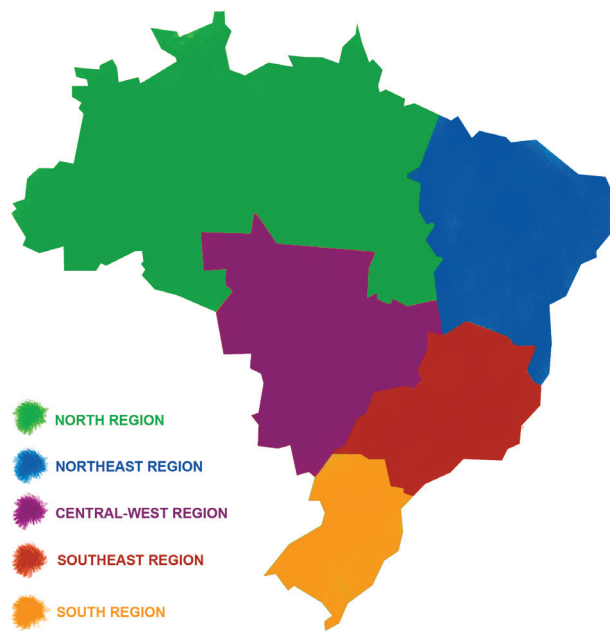 NORTH REGION
NORTHEAST REGION
CENTRAL-WEST REGION
SOUTHEAST REGION
SOUTH REGION